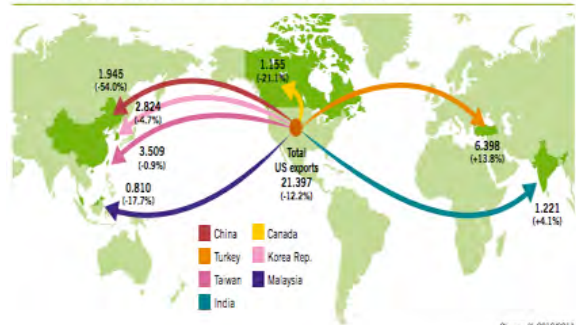 1.155
(-21.1%)
1.945
(-54.0%)
2.824
(-4.7%)
3.509
(-0.9%)
0.810
(-17.7%)
Total
US exports
21.397
(-12.2%)
6.398
(+13.8%)
1.221
(+4.1%)
China
Canada
Turkey
Korea Rep.
Taiwan
Malaysia
India